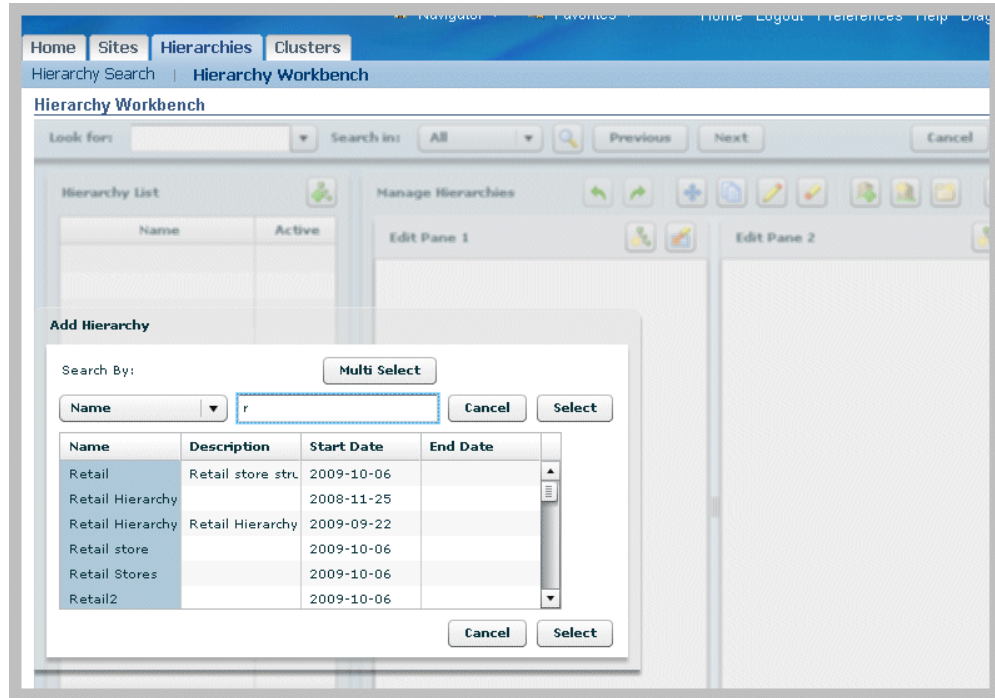 Navigator Favorites Home Logout Preferences Help
Home Sites Hierarchies Clusters
Hierarchy Search | Hierarchy Workbench
Hierarchy Workbench
Look for: Search in: All Previous Next Cancel
Hierarchy List Manage Hierarchies
Name Active Edit Pane 1 Edit Pane 2
Add Hierarchy
Search By: Multi Select
Name r Cancel Select
Name Description Start Date End Date
Retail Retail store stru 2009-10-06
Retail Hierarchy 2008-11-25
Retail Hierarchy Retail Hierarchy 2009-09-22
Retail store 2009-10-06
Retail Stores 2009-10-06
Retail2 2009-10-06
Cancel Select